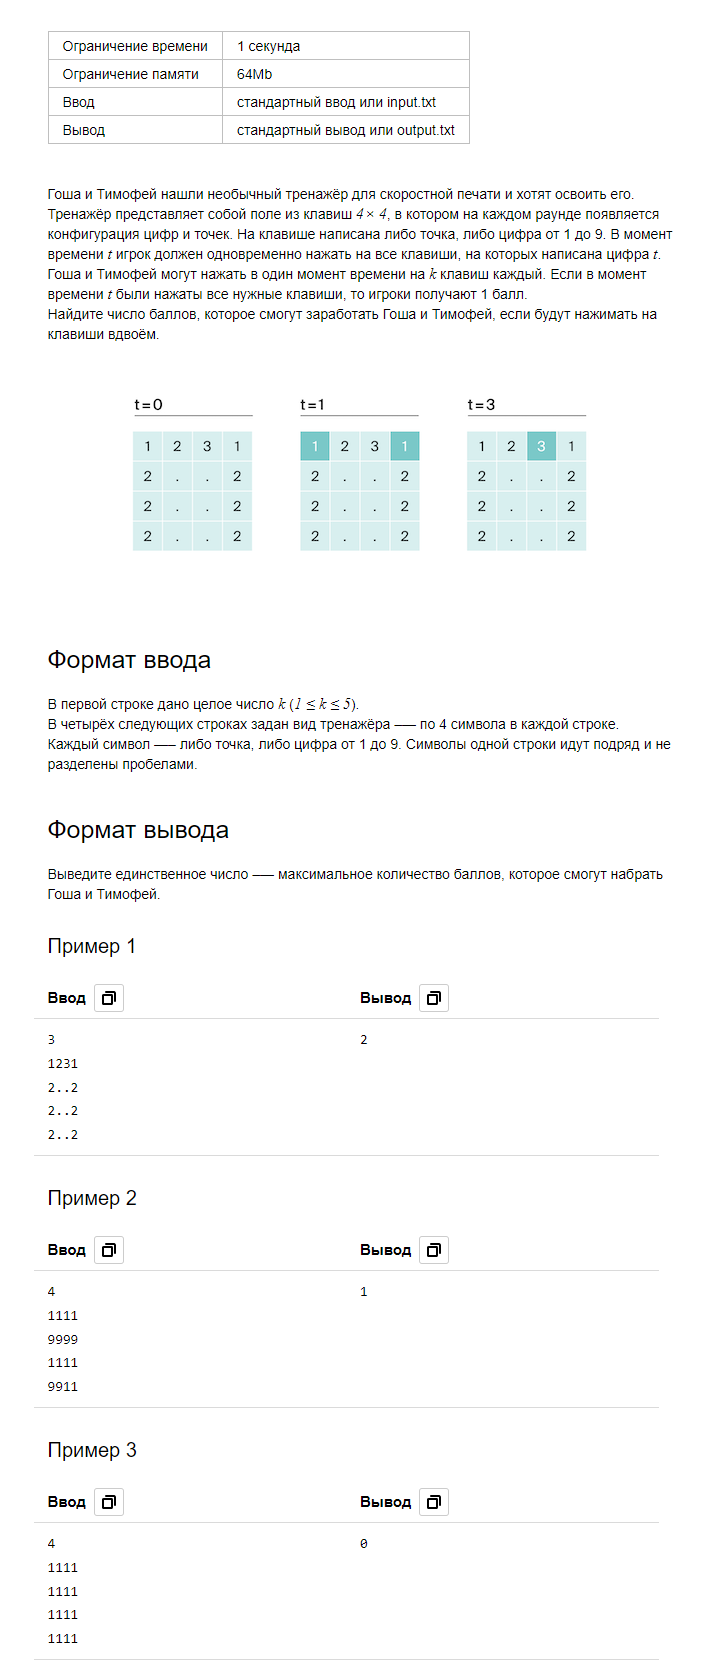 Ограничение времени 1 секунда
Ограничение памяти 64Mb
Ввод стандартный ввод или input.txt
Вывод стандартный вывод или output.txt
Гоша и Тимофей нашли необычный тренажёр для скоростной печати и хотят освоить его.
Тренажёр представляет собой поле из клавиш 4 × 4, в котором на каждом раунде появляется
конфигурация цифр и точек. На клавише написана либо точка, либо цифра от 1 до 9. В момент
времени t игрок должен одновременно нажать на все клавиши, на которых написана цифра t.
Гоша и Тимофей могут нажать в один момент времени на k клавиш каждый. Если в момент
времени t были нажаты все нужные клавиши, то игроки получают 1 балл.
Найдите число баллов, которое смогут заработать Гоша и Тимофей, если будут нажимать на
клавиши вдвоём.
t=0 t=1 t=3
1 2 3 1 1 2 3 1 1 2 3 1
2 . . 2 2 . . 2 2 . . 2
2 . . 2 2 . . 2 2 . . 2
2 . . 2 2 . . 2 2 . . 2
Формат ввода
В первой строке дано целое число k (1 ≤ k ≤ 5).
В четырёх следующих строках задан вид тренажёра –— по 4 символа в каждой строке.
Каждый символ –— либо точка, либо цифра от 1 до 9. Символы одной строки идут подряд и не
разделены пробелами.
Формат вывода
Выведите единственное число –— максимальное количество баллов, которое смогут набрать
Гоша и Тимофей.
Пример 1
Ввод Вывод
3 2
1231
2..2
2..2
2..2
Пример 2
Ввод Вывод
4 1
1111
9999
1111
9911
Пример 3
Ввод Вывод
4 0
1111
1111
1111
1111